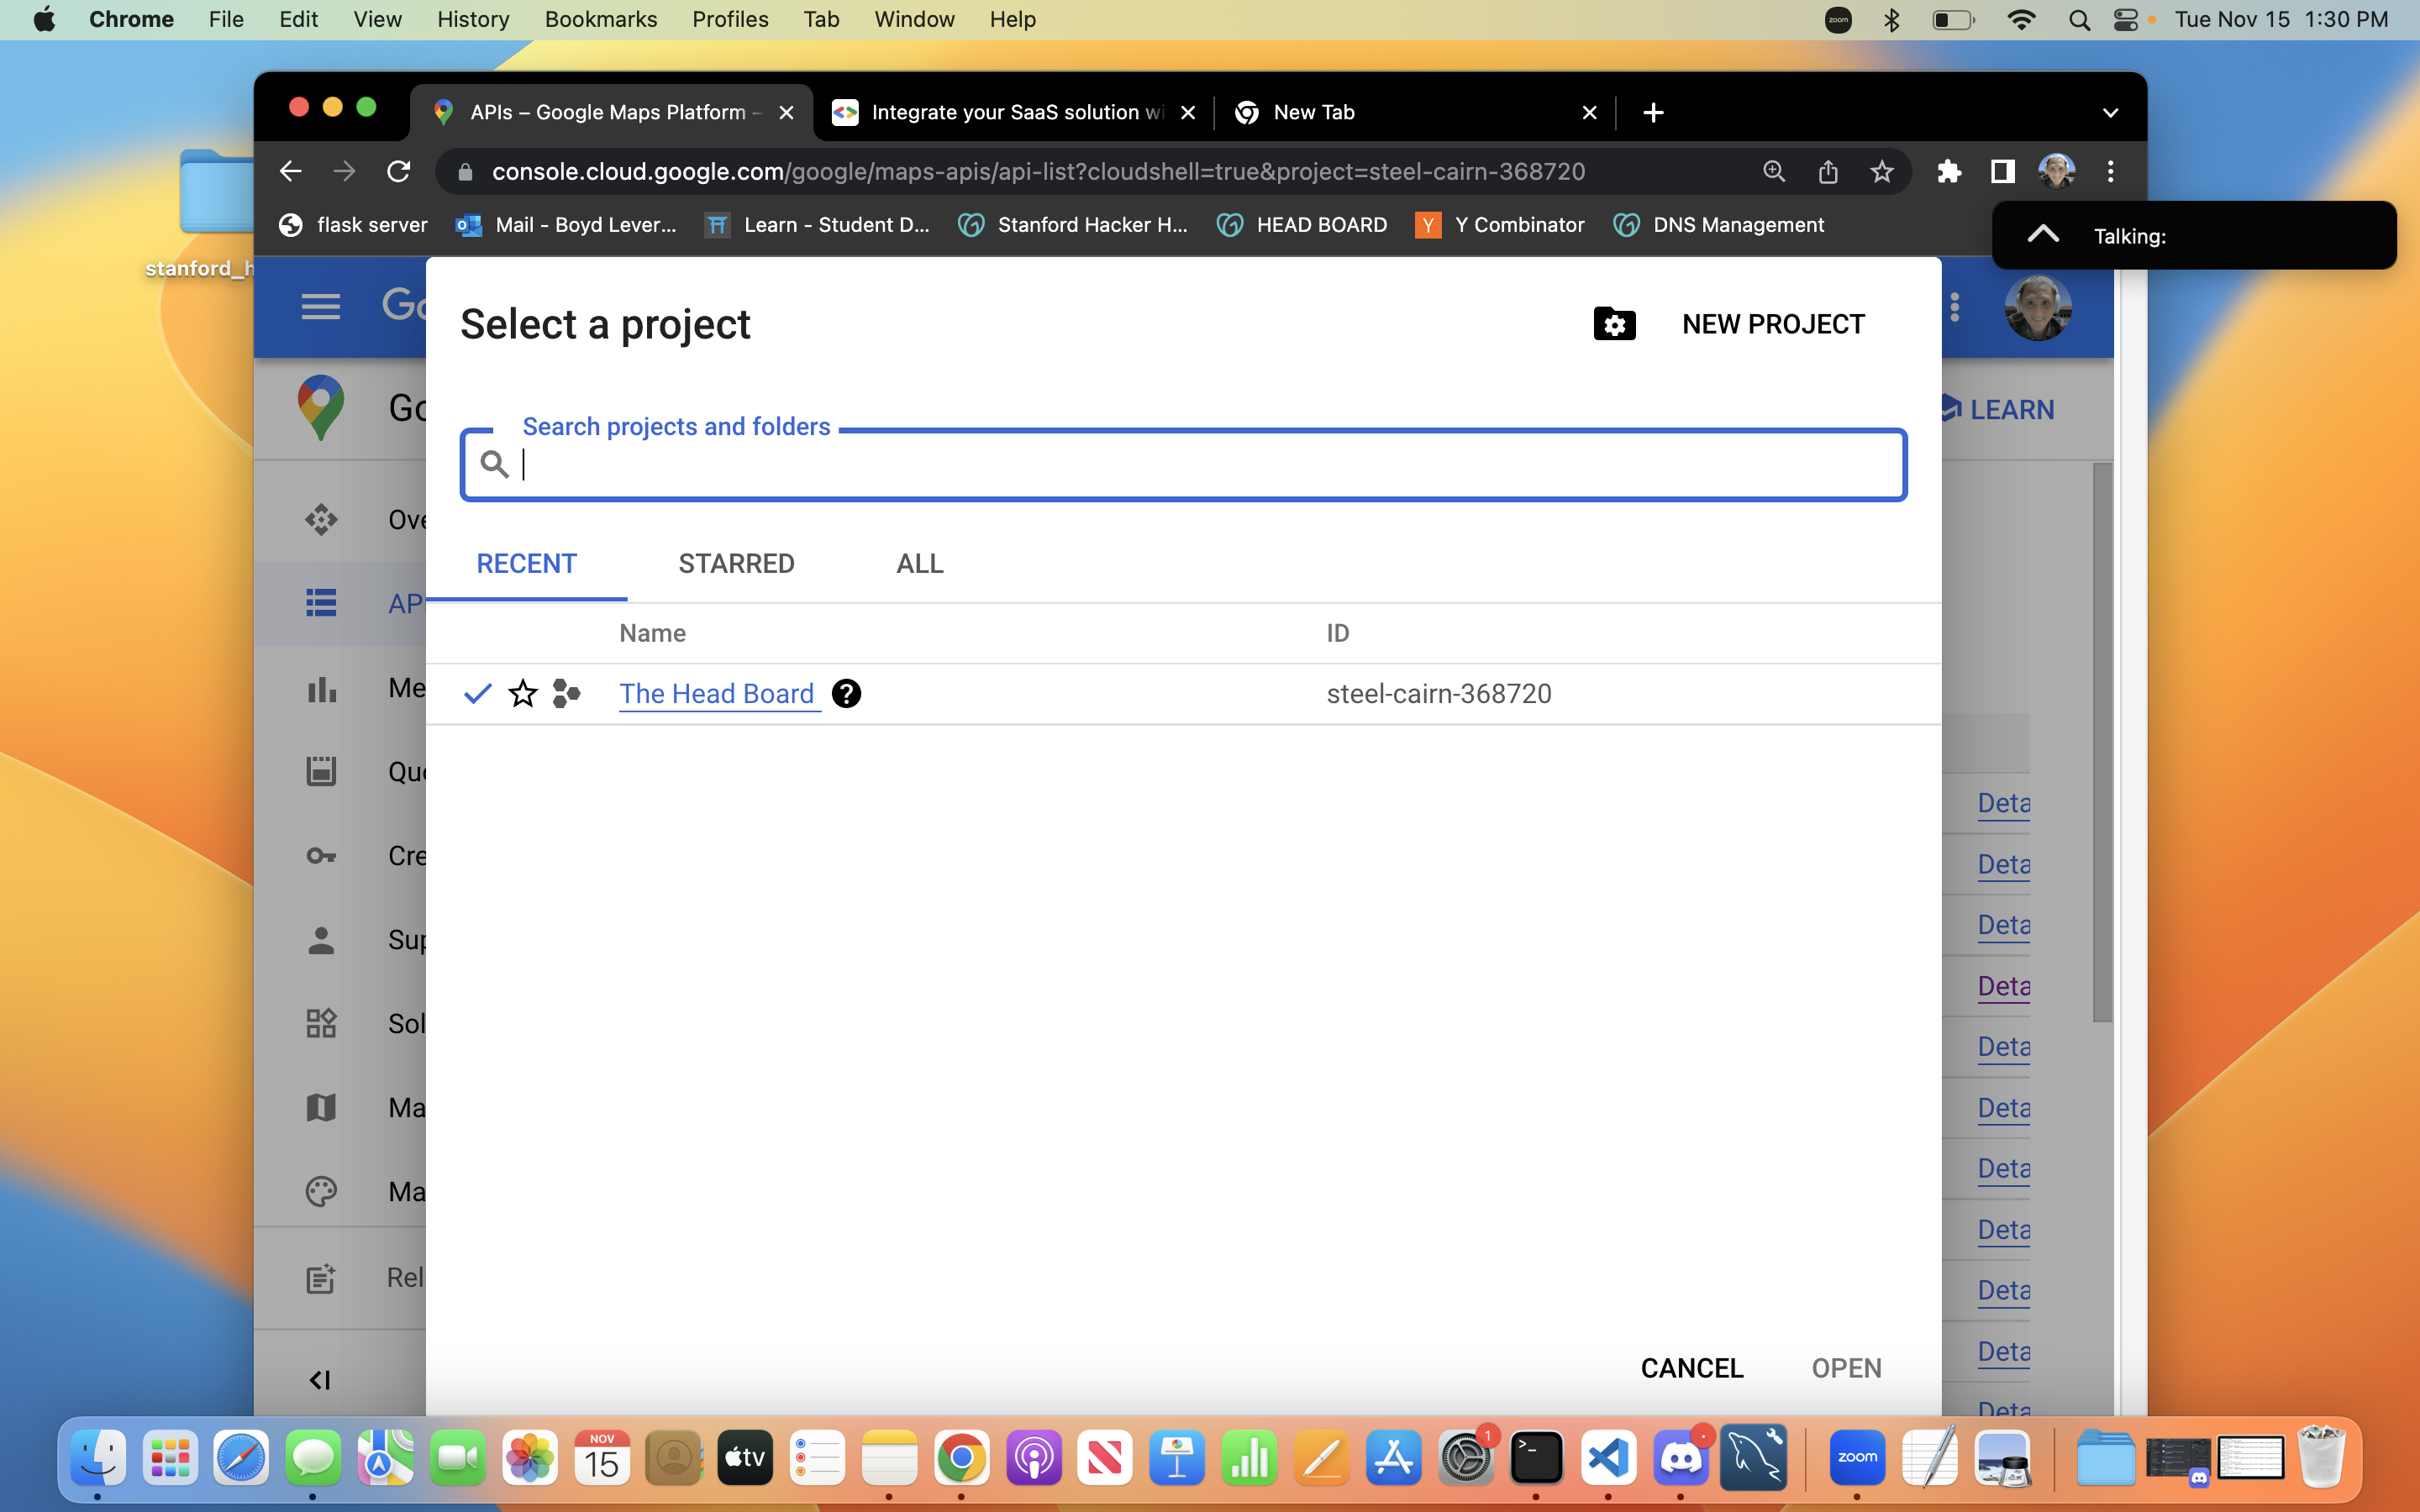 Chrome File Edit View History Bookmarks Profiles Tab Window Help zoom Tue Nov 15 1:30 PM
APIs – Google Maps Platform – Integrate your SaaS solution wi New Tab
console.cloud.google.com/google/maps-apis/api-list?cloudshell=true&project=steel-cairn-368720
flask server Mail - Boyd Lever... Learn - Student D... Stanford Hacker H... HEAD BOARD Y Y Combinator DNS Management
Talking:
stanford_h
Go
Select a project NEW PROJECT
Go LEARN
Search projects and folders
Ove
RECENT STARRED ALL
AP
Name ID
Me
The Head Board ? steel-cairn-368720
Quo
Deta
Cre
Deta
Sup
Deta
Deta
Sol
Deta
Ma
Deta
Deta
Ma
Deta
Rel
Deta
Deta
CANCEL OPEN
Deta
NOV
15
tv
1
zoom